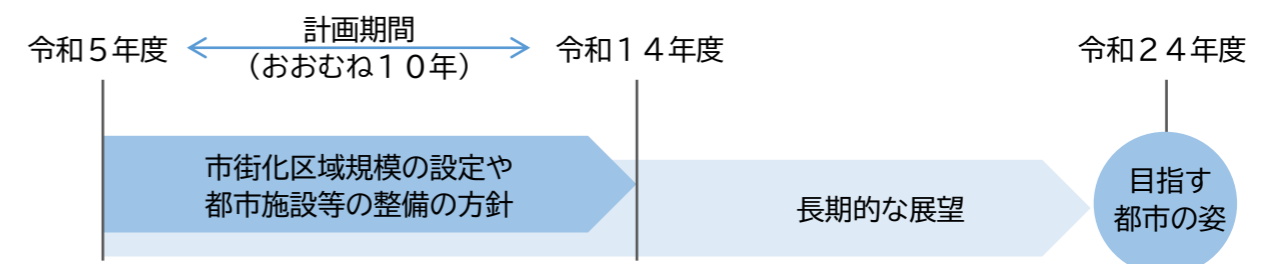 令和５年度
計画期間
（おおむね１０年）
令和１４年度
令和２４年度
市街化区域規模の設定や
都市施設等の整備の方針
長期的な展望
目指す
都市の姿